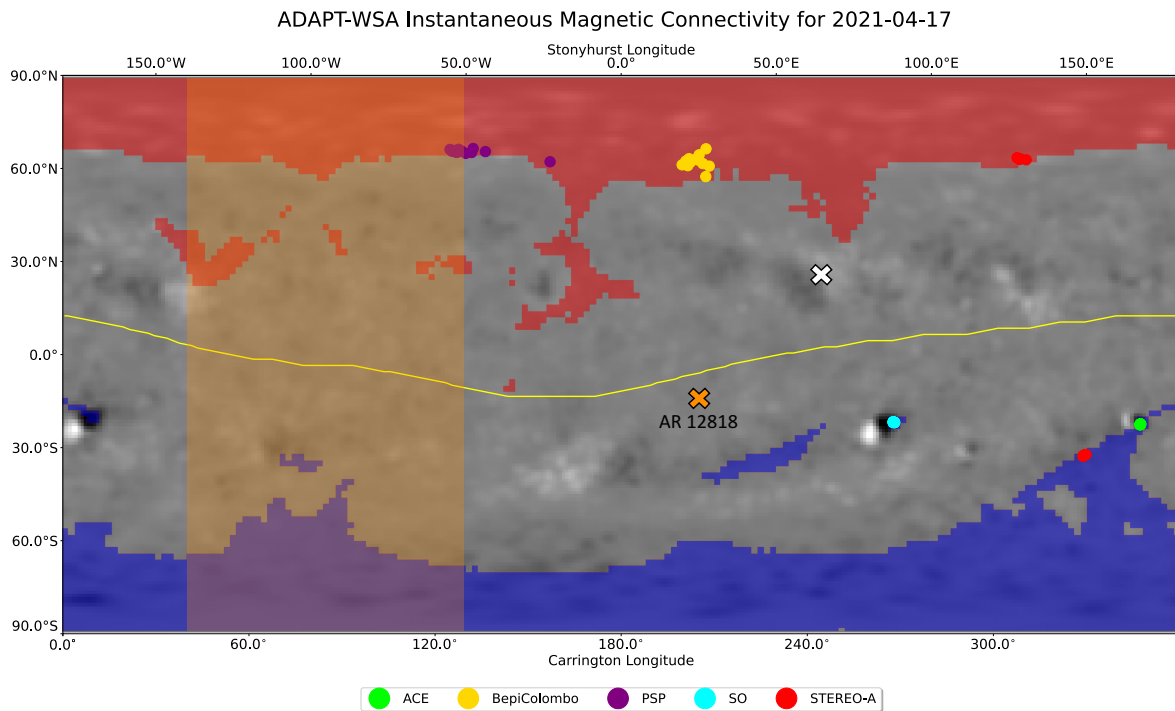 ADAPT-WSA Instantaneous Magnetic Connectivity for 2021-04-17
Stonyhurst Longitude
150.0°W 100.0°W 50.0°W 0.0° 50.0°E 100.0°E 150.0°E
90.0°N
60.0°N
30.0°N
0.0°
AR 12818
30.0°S
60.0°S
90.0°S
0.0° 60.0° 120.0° 180.0° 240.0° 300.0°
Carrington Longitude
ACE BepiColombo PSP SO STEREO-A